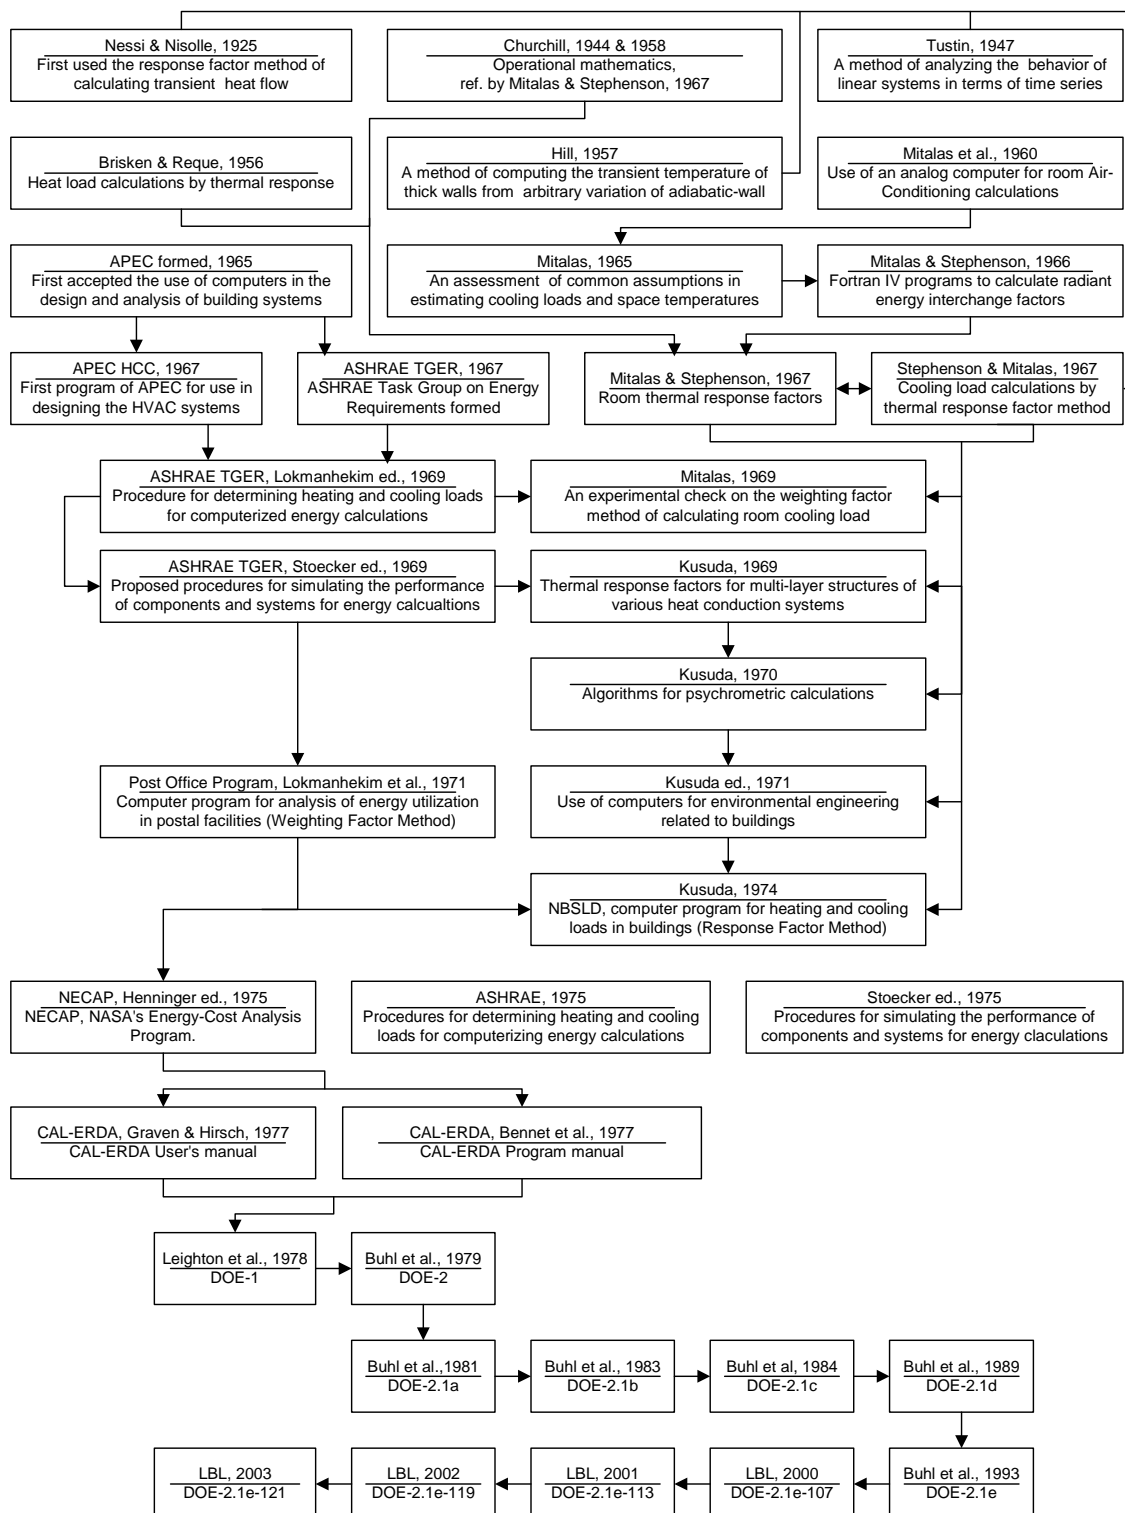 Nessi & Nisolle, 1925
First used the response factor method of
calculating transient heat flow
Churchill, 1944 & 1958
Operational mathematics,
ref. by Mitalas & Stephenson, 1967
Tustin, 1947
A method of analyzing the behavior of
linear systems in terms of time series
Brisken & Reque, 1956
Heat load calculations by thermal response
Hill, 1957
A method of computing the transient temperature of
thick walls from arbitrary variation of adiabatic-wall
Mitalas et al., 1960
Use of an analog computer for room Air-
Conditioning calculations
APEC formed, 1965
First accepted the use of computers in the
design and analysis of building systems
Mitalas, 1965
An assessment of common assumptions in
estimating cooling loads and space temperatures
Mitalas & Stephenson, 1966
Fortran IV programs to calculate radiant
energy interchange factors
APEC HCC, 1967
First program of APEC for use in
designing the HVAC systems
ASHRAE TGER, 1967
ASHRAE Task Group on Energy
Requirements formed
Mitalas & Stephenson, 1967
Room thermal response factors
Stephenson & Mitalas, 1967
Cooling load calculations by
thermal response factor method
ASHRAE TGER, Lokmanhekim ed., 1969
Procedure for determining heating and cooling loads
for computerized energy calculations
Mitalas, 1969
An experimental check on the weighting factor
method of calculating room cooling load
ASHRAE TGER, Stoecker ed., 1969
Proposed procedures for simulating the performance
of components and systems for energy calcualtions
Kusuda, 1969
Thermal response factors for multi-layer structures of
various heat conduction systems
Kusuda, 1970
Algorithms for psychrometric calculations
Post Office Program, Lokmanhekim et al., 1971
Computer program for analysis of energy utilization
in postal facilities (Weighting Factor Method)
Kusuda ed., 1971
Use of computers for environmental engineering
related to buildings
Kusuda, 1974
NBSLD, computer program for heating and cooling
loads in buildings (Response Factor Method)
NECAP, Henninger ed., 1975
NECAP, NASA's Energy-Cost Analysis
Program.
ASHRAE, 1975
Procedures for determining heating and cooling
loads for computerizing energy calculations
Stoecker ed., 1975
Procedures for simulating the performance of
components and systems for energy claculations
CAL-ERDA, Graven & Hirsch, 1977
CAL-ERDA User's manual
CAL-ERDA, Bennet et al., 1977
CAL-ERDA Program manual
Leighton et al., 1978
DOE-1
Buhl et al., 1979
DOE-2
Buhl et al.,1981
DOE-2.1a
Buhl et al., 1983
DOE-2.1b
Buhl et al, 1984
DOE-2.1c
Buhl et al., 1989
DOE-2.1d
LBL, 2003
DOE-2.1e-121
LBL, 2002
DOE-2.1e-119
LBL, 2001
DOE-2.1e-113
LBL, 2000
DOE-2.1e-107
Buhl et al., 1993
DOE-2.1e